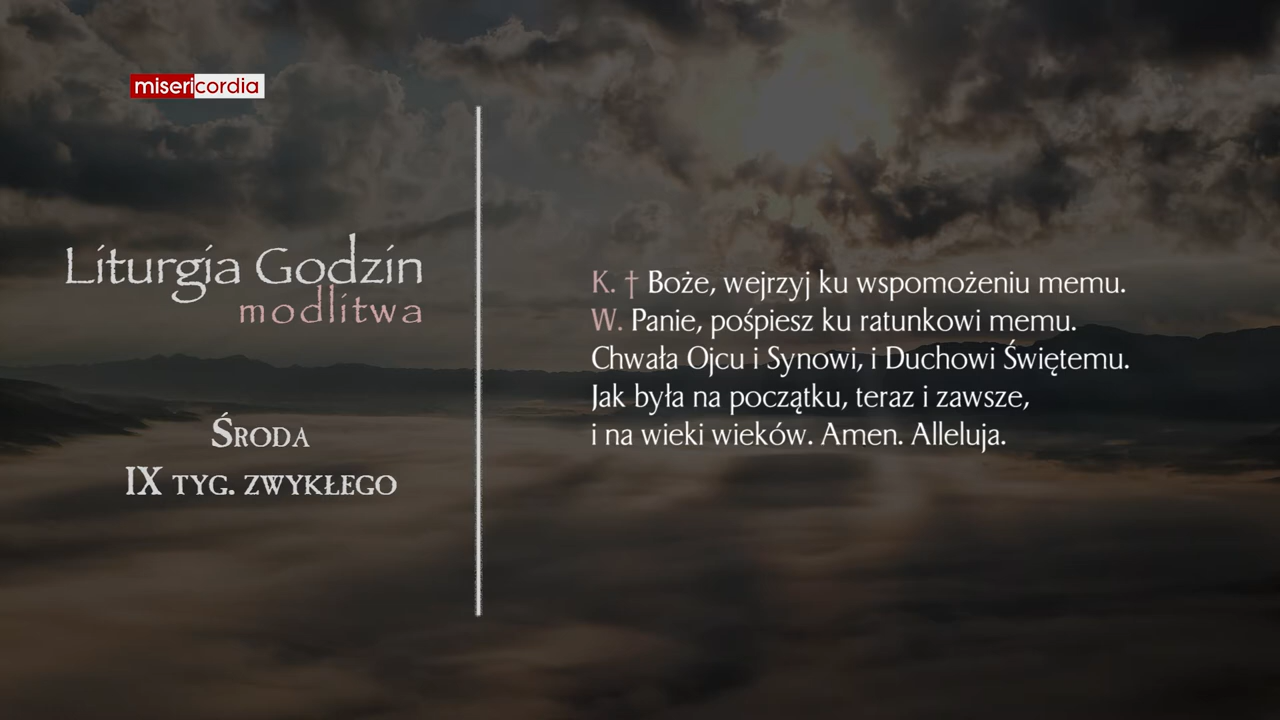 misericordia
Liturgia Godzin
modlitwa
Środa
IX tyg. zwykłego
K. † Boże, wejrzyj ku wspomożeniu memu.
W. Panie, pośpiesz ku ratunkowi memu.
Chwała Ojcu i Synowi, i Duchowi Świętemu.
Jak była na początku, teraz i zawsze,
i na wieki wieków. Amen. Alleluja.